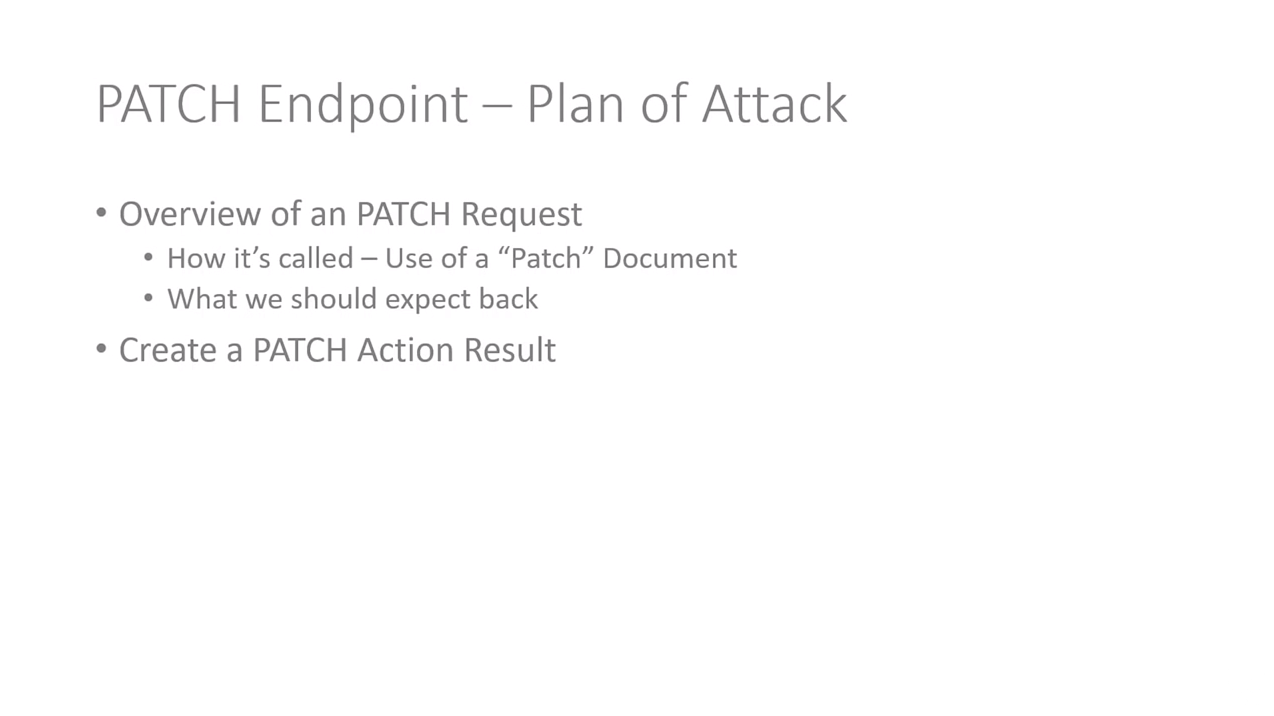 PATCH Endpoint – Plan of Attack
• Overview of an PATCH Request
• How it’s called – Use of a “Patch” Document
• What we should expect back
• Create a PATCH Action Result